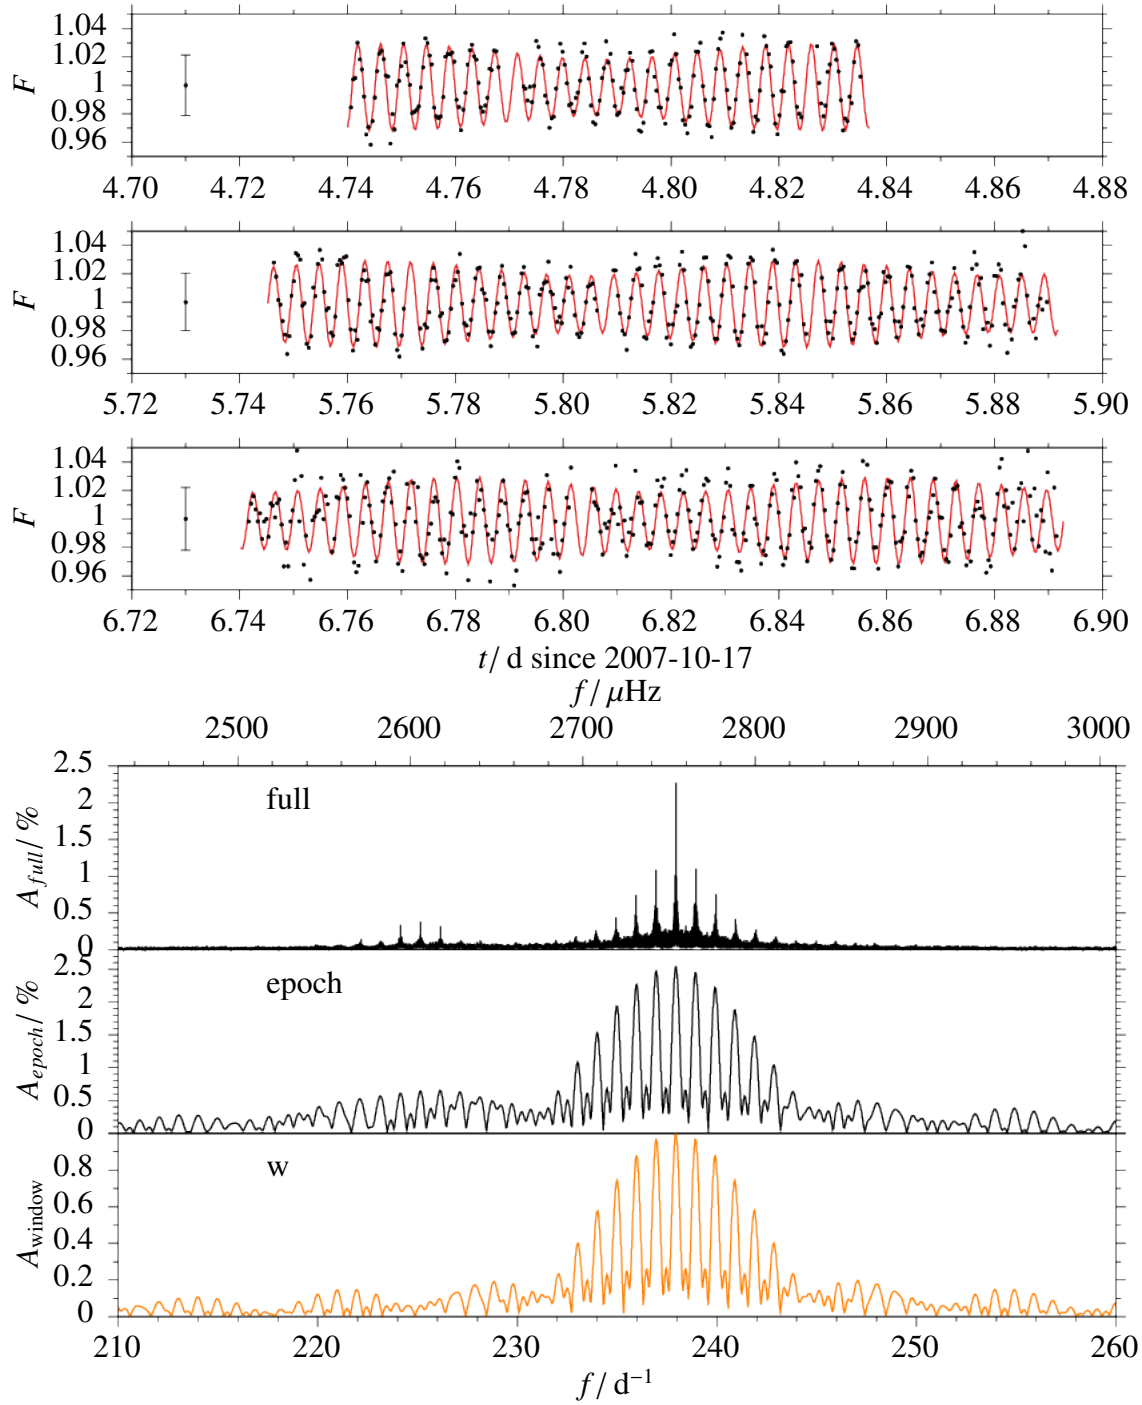 1.04
1.02
1
0.98
0.96
F
4.70 4.72 4.74 4.76 4.78 4.80 4.82 4.84 4.86 4.88
1.04
1.02
1
0.98
0.96
F
5.72 5.74 5.76 5.78 5.80 5.82 5.84 5.86 5.88 5.90
1.04
1.02
1
0.98
0.96
F
6.72 6.74 6.76 6.78 6.80 6.82 6.84 6.86 6.88 6.90
t/ d since 2007-10-17
f/ μHz
2500 2600 2700 2800 2900 3000
2.5
2
1.5
1
0.5
0
A_full/ %
full
2.5
2
1.5
1
0.5
0
A_epoch/ %
epoch
0.8
0.6
0.4
0.2
0
A_window
w
210 220 230 240 250 260
f/ d⁻¹